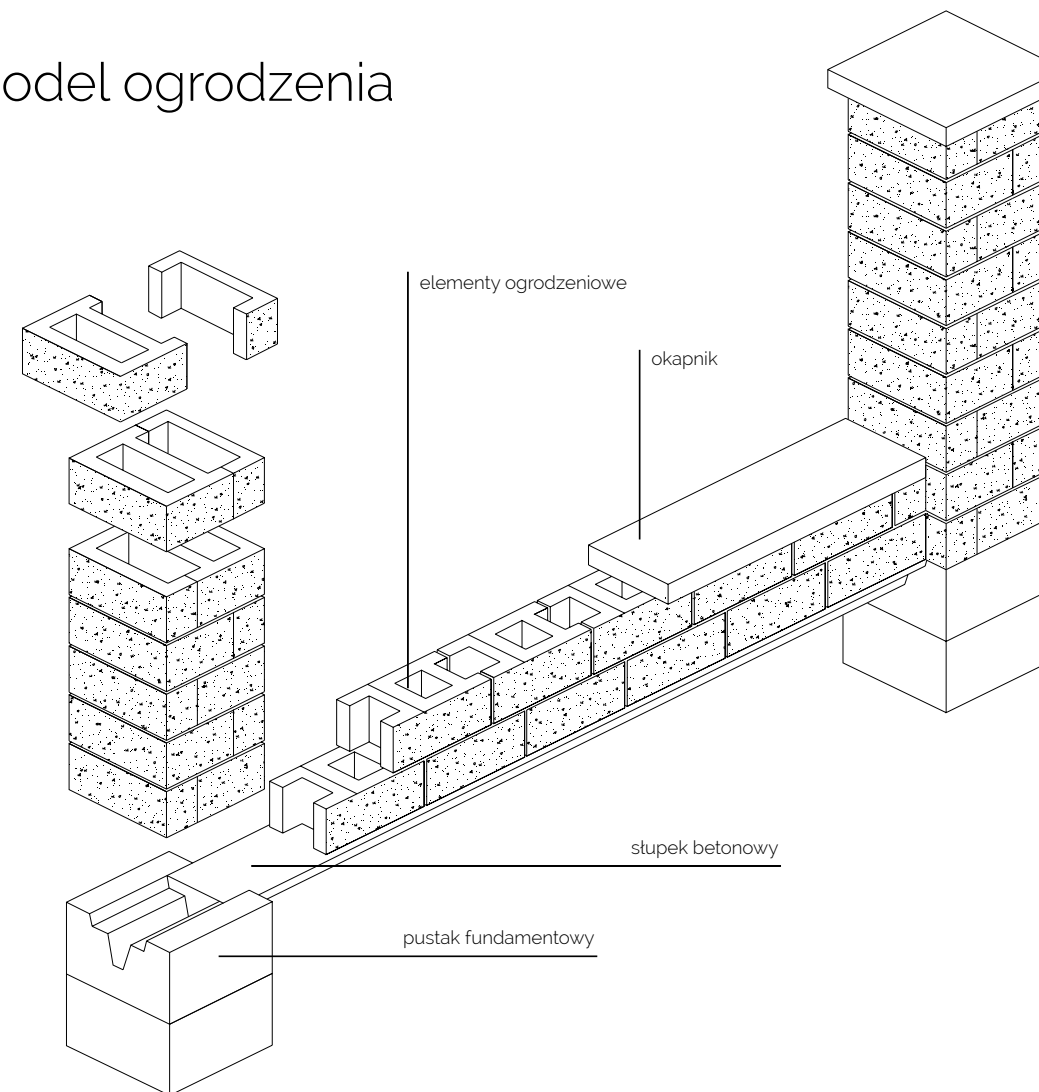 odel ogrodzenia
elementy ogrodzeniowe
okapnik
słupek betonowy
pustak fundamentowy